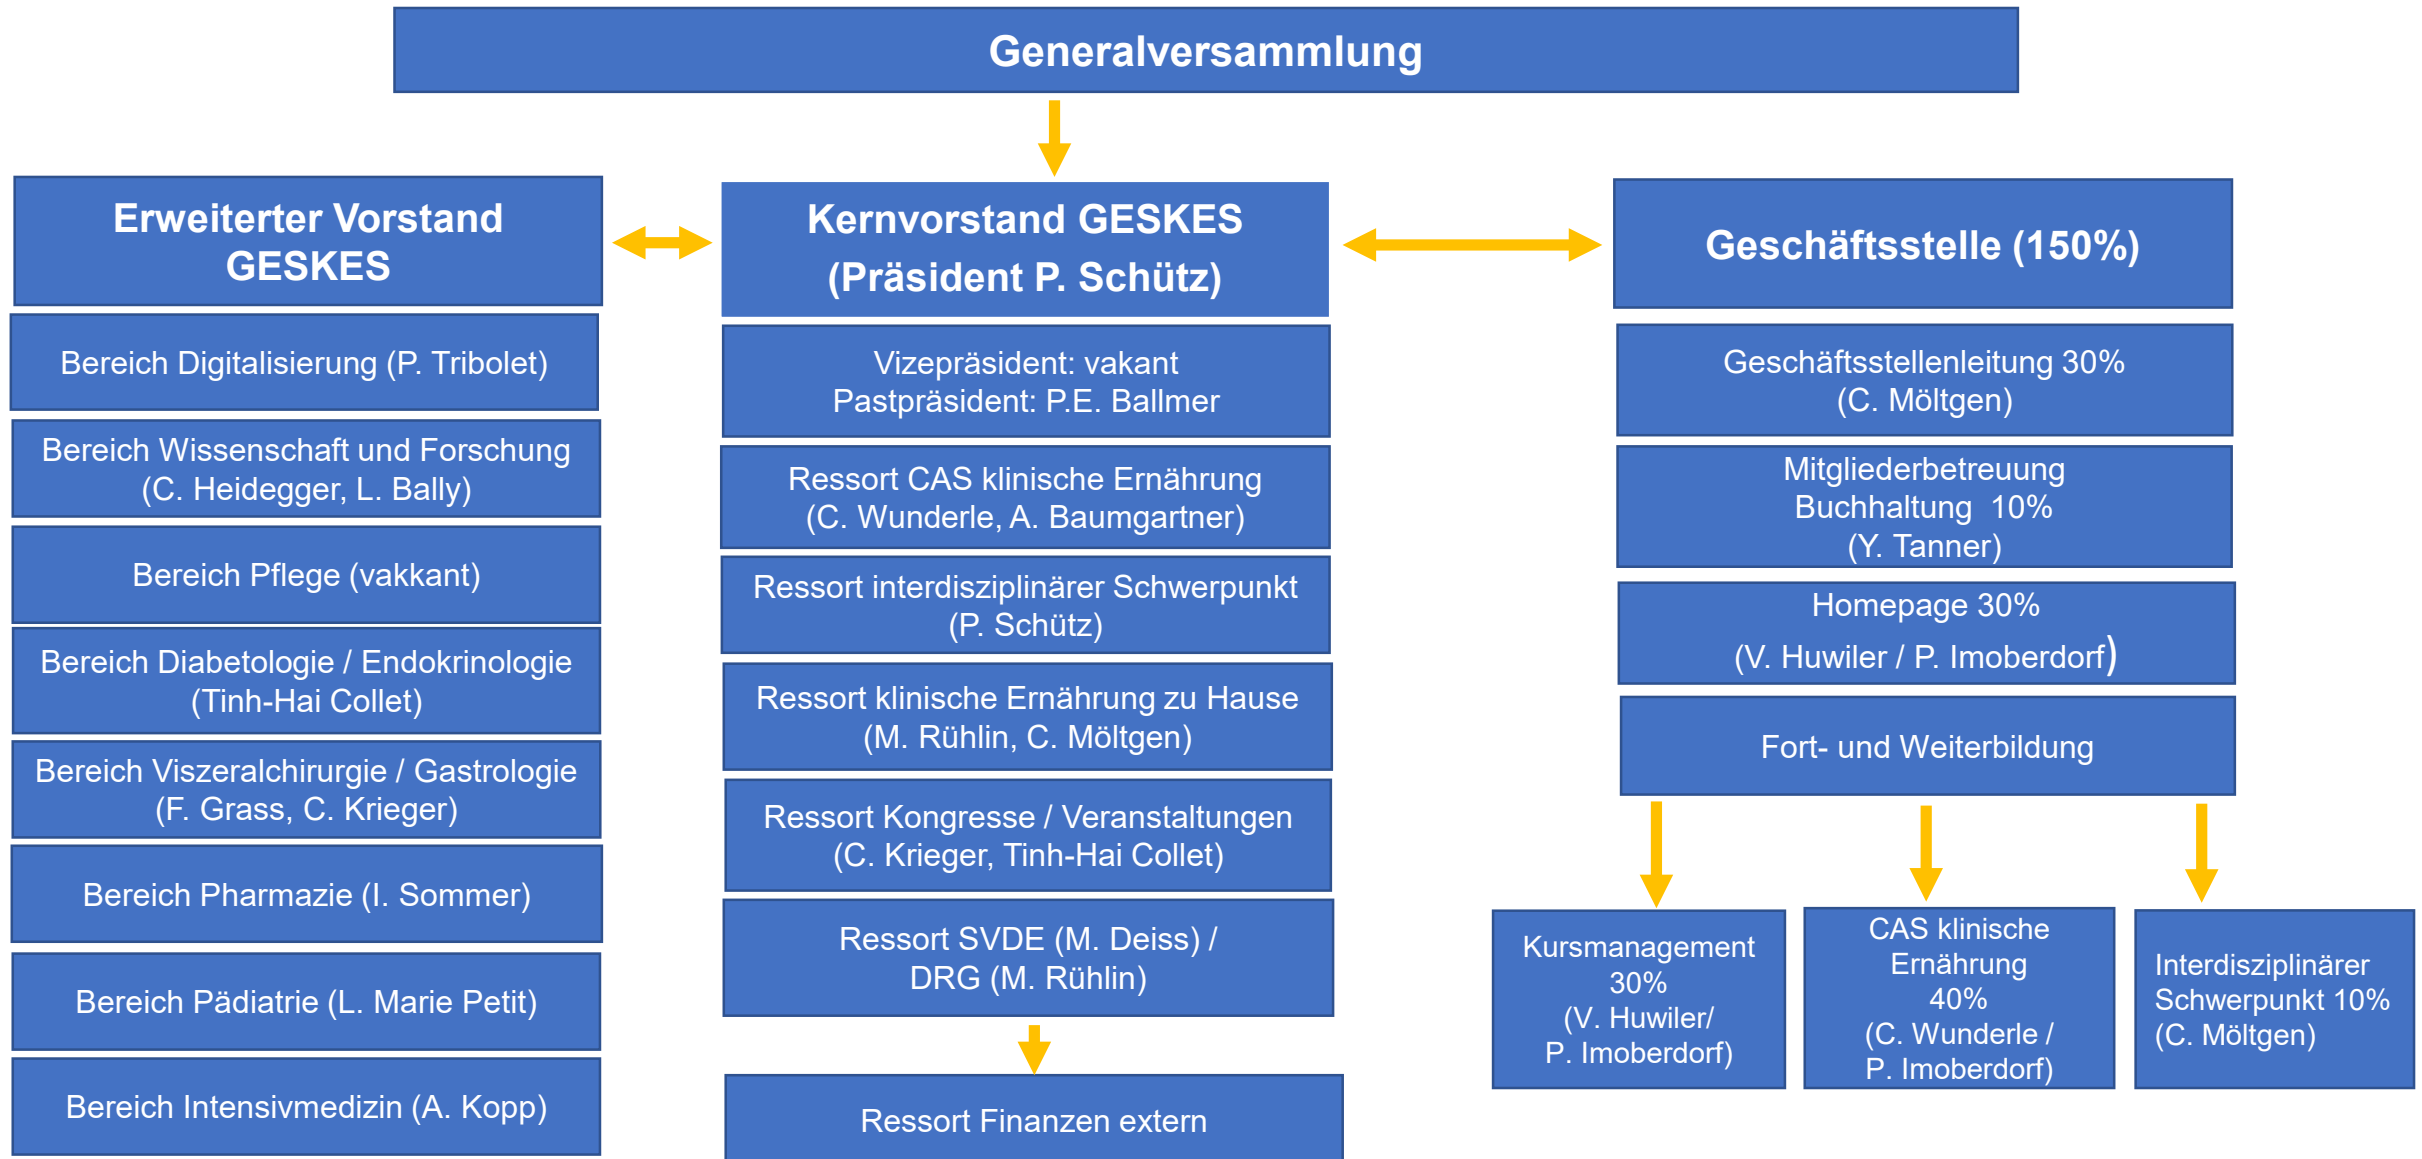 Generalversammlung
Erweiterter Vorstand
GESKES
Bereich Digitalisierung (P. Tribolet)
Bereich Wissenschaft und Forschung
(C. Heidegger, L. Bally)
Bereich Pflege (vakkant)
Bereich Diabetologie / Endokrinologie
(Tinh-Hai Collet)
Bereich Viszeralchirurgie / Gastrologie
(F. Grass, C. Krieger)
Bereich Pharmazie (I. Sommer)
Bereich Pädiatrie (L. Marie Petit)
Bereich Intensivmedizin (A. Kopp)
Kernvorstand GESKES
(Präsident P. Schütz)
Vizepräsident: vakant
Pastpräsident: P.E. Ballmer
Ressort CAS klinische Ernährung
(C. Wunderle, A. Baumgartner)
Ressort interdisziplinärer Schwerpunkt
(P. Schütz)
Ressort klinische Ernährung zu Hause
(M. Rühlin, C. Möltgen)
Ressort Kongresse / Veranstaltungen
(C. Krieger, Tinh-Hai Collet)
Ressort SVDE (M. Deiss) /
DRG (M. Rühlin)
Ressort Finanzen extern
Geschäftsstelle (150%)
Geschäftsstellenleitung 30%
(C. Möltgen)
Mitgliederbetreuung
Buchhaltung 10%
(Y. Tanner)
Homepage 30%
(V. Huwiler / P. Imoberdorf)
Fort- und Weiterbildung
Kursmanagement
30%
(V. Huwiler/
P. Imoberdorf)
CAS klinische
Ernährung
40%
(C. Wunderle /
P. Imoberdorf)
Interdisziplinärer
Schwerpunkt 10%
(C. Möltgen)